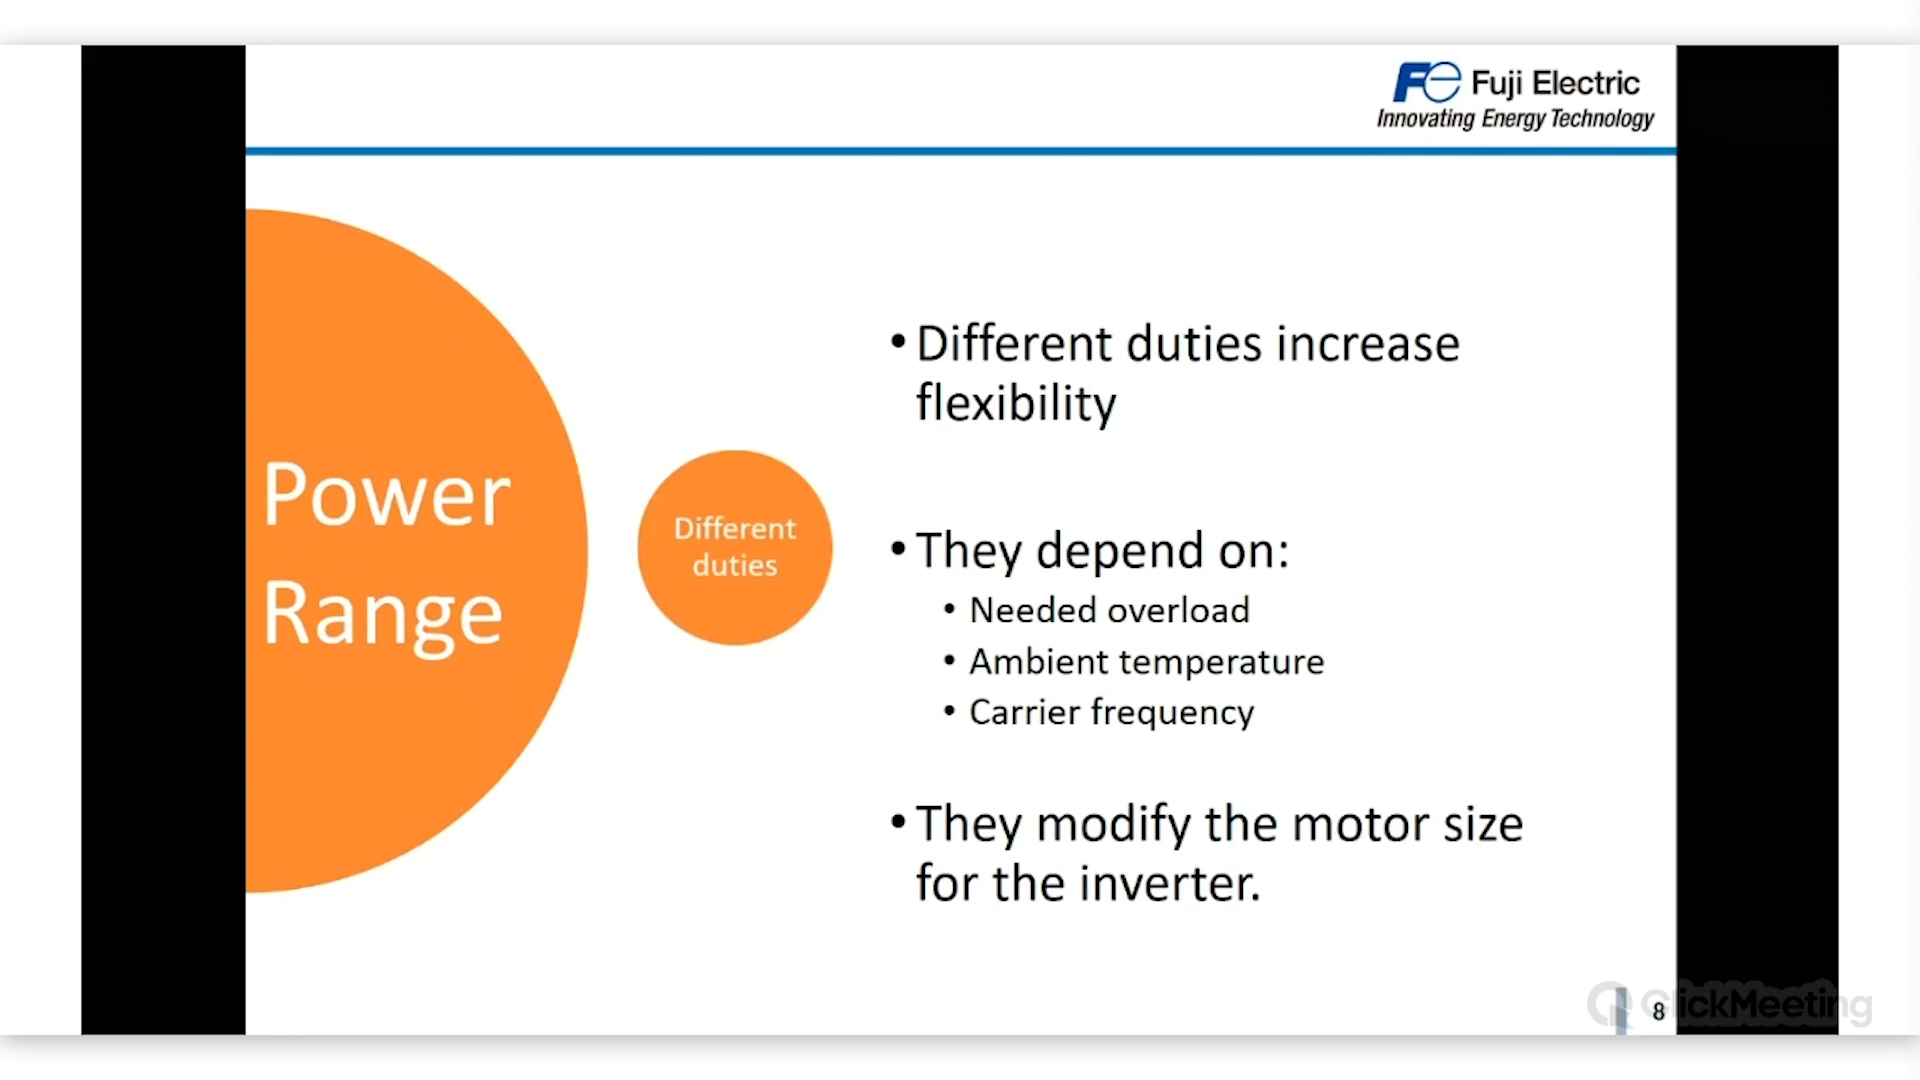 Fe Fuji Electric
Innovating Energy Technology
Power
Range
Different
duties
• Different duties increase
flexibility
• They depend on:
• Needed overload
• Ambient temperature
• Carrier frequency
• They modify the motor size
for the inverter.
8
ClickMeeting